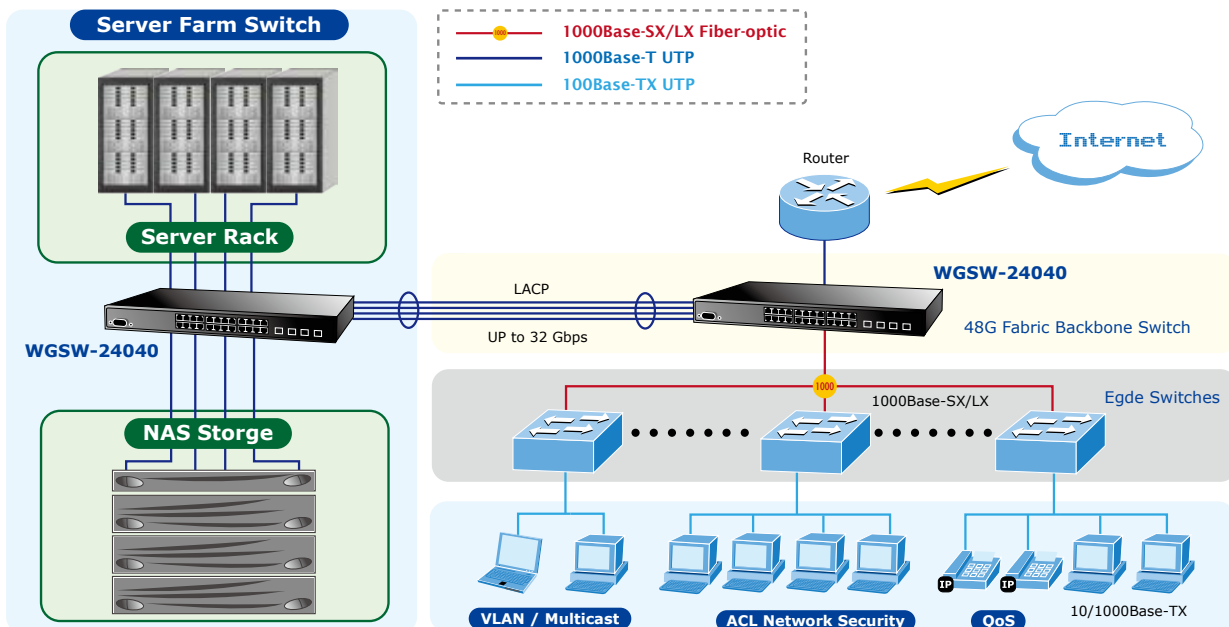 Server Farm Switch
1000
1000Base-SX/LX Fiber-optic
1000Base-T UTP
100Base-TX UTP
Internet
Router
Server Rack
WGSW-24040
LACP
48G Fabric Backbone Switch
UP to 32 Gbps
WGSW-24040
1000
Egde Switches
1000Base-SX/LX
NAS Storge
IP
IP
VLAN / Multicast
ACL Network Security
QoS
10/1000Base-TX